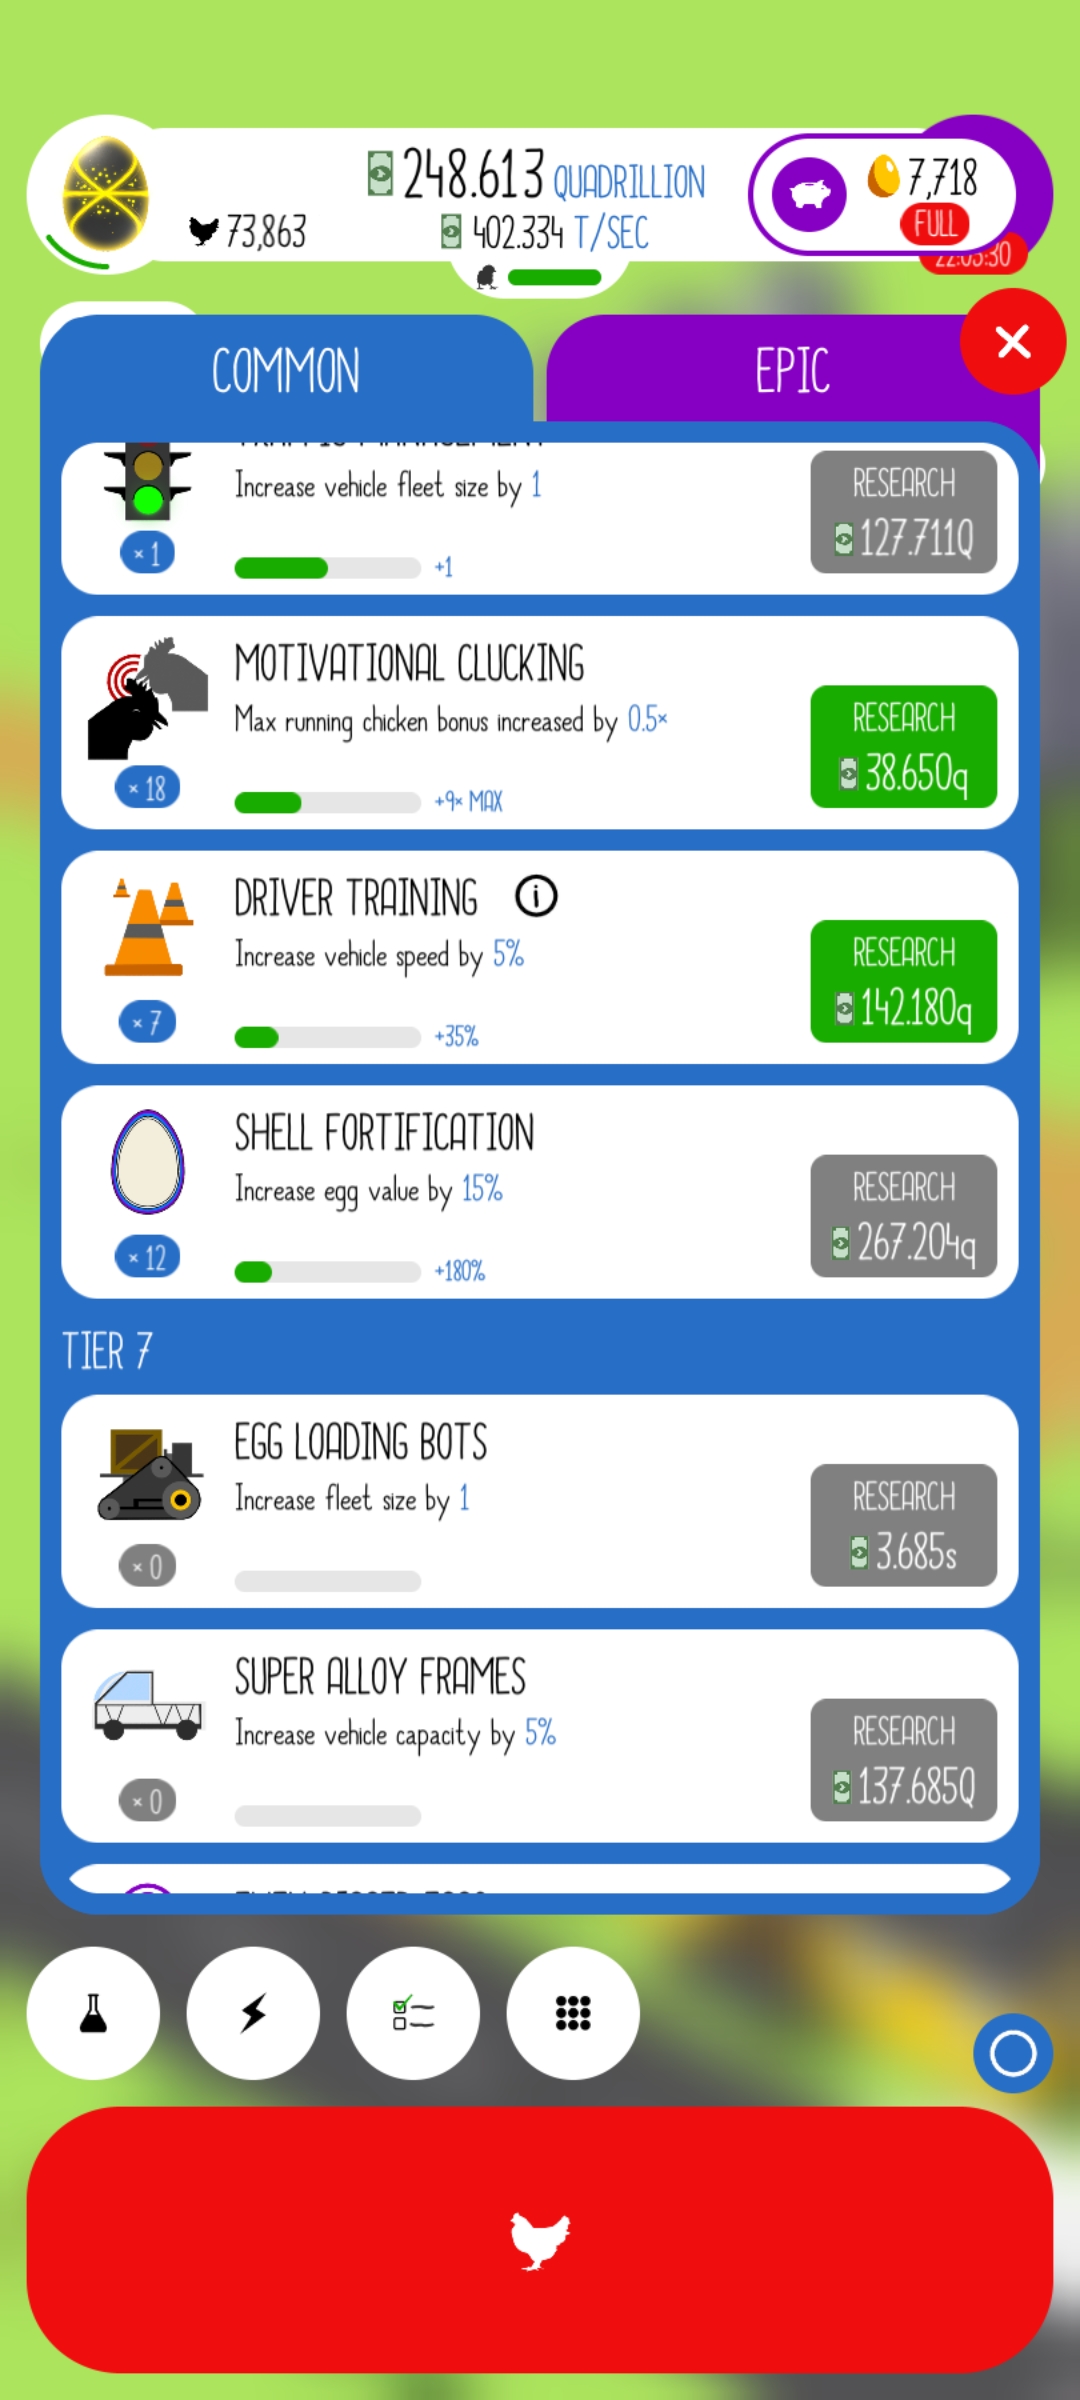 248.613 QUADRILLION
73,863
402.334 T/SEC
7,718
FULL
22:05:30
COMMON
EPIC
TRAFFIC MANAGEMENT
Increase vehicle fleet size by 1
RESEARCH
127.711Q
× 1
+1
MOTIVATIONAL CLUCKING
Max running chicken bonus increased by 0.5×
RESEARCH
38.650q
× 18
+9× MAX
DRIVER TRAINING
Increase vehicle speed by 5%
RESEARCH
142.180q
× 7
+35%
SHELL FORTIFICATION
Increase egg value by 15%
RESEARCH
267.204q
× 12
+180%
TIER 7
EGG LOADING BOTS
Increase fleet size by 1
RESEARCH
3.685s
× 0
SUPER ALLOY FRAMES
Increase vehicle capacity by 5%
RESEARCH
137.685Q
× 0